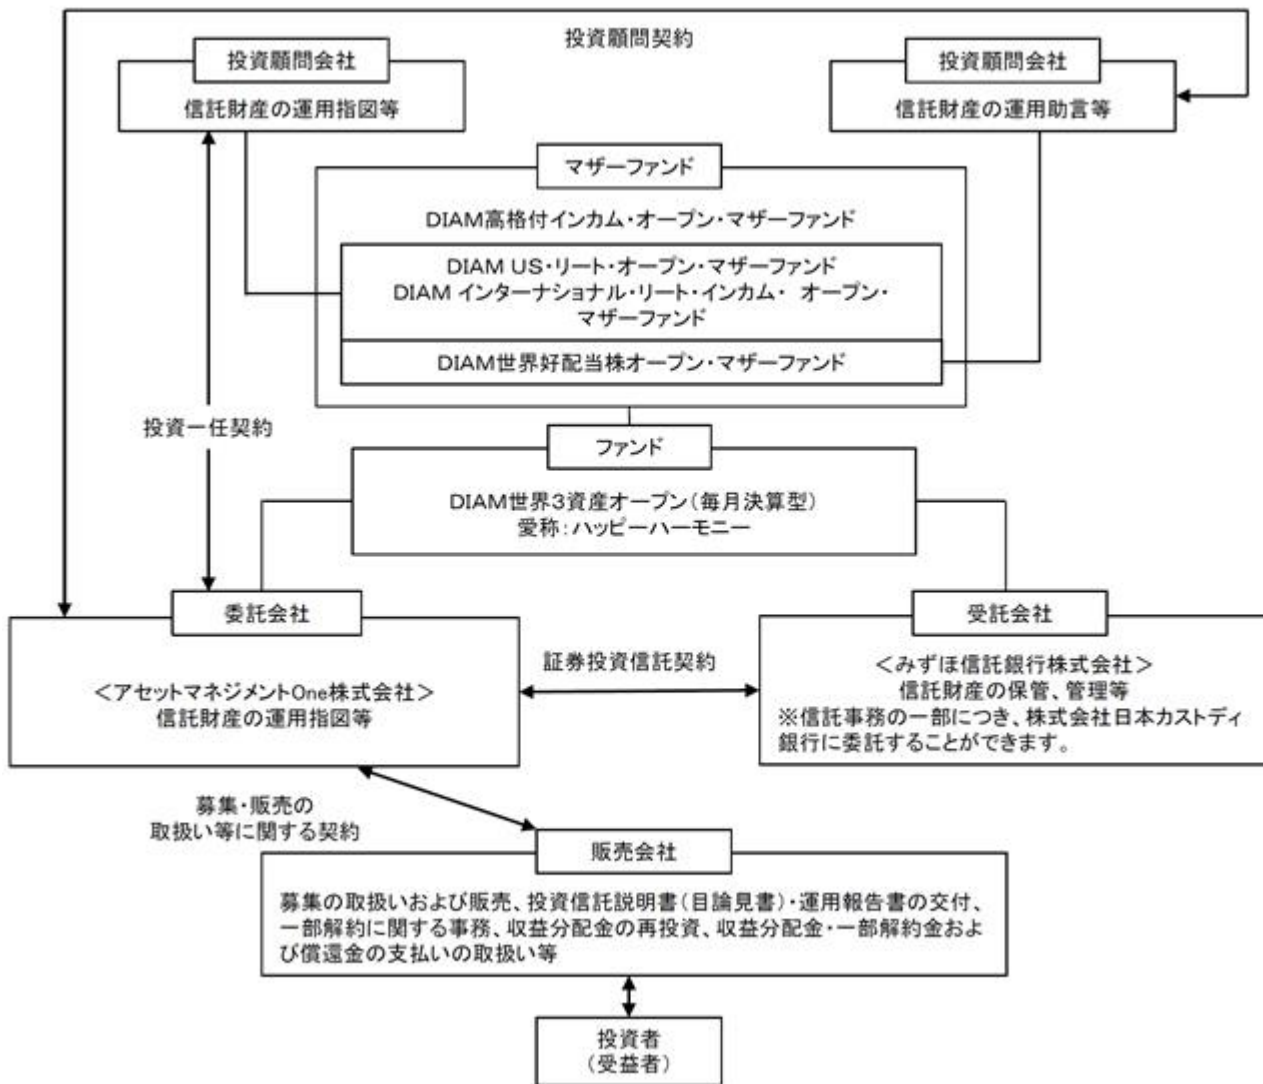 投資顧問契約
投資顧問会社
信託財産の運用指図等
投資顧問会社
信託財産の運用助言等
マザーファンド
DIAM高格付インカム・オープン・マザーファンド
DIAM US・リート・オープン・マザーファンド
DIAM インターナショナル・リート・インカム・ オープン・
マザーファンド
DIAM世界好配当株オープン・マザーファンド
投資一任契約
ファンド
DIAM世界3資産オープン(毎月決算型)
愛称:ハッピーハーモニー
委託会社
<アセットマネジメントOne株式会社>
信託財産の運用指図等
証券投資信託契約
受託会社
<みずほ信託銀行株式会社>
信託財産の保管、管理等
※信託事務の一部につき、株式会社日本カストディ
銀行に委託することができます。
募集・販売の
取扱い等に関する契約
販売会社
募集の取扱いおよび販売、投資信託説明書(目論見書)・運用報告書の交付、
一部解約に関する事務、収益分配金の再投資、収益分配金・一部解約金およ
び償還金の支払いの取扱い等
投資者
(受益者)